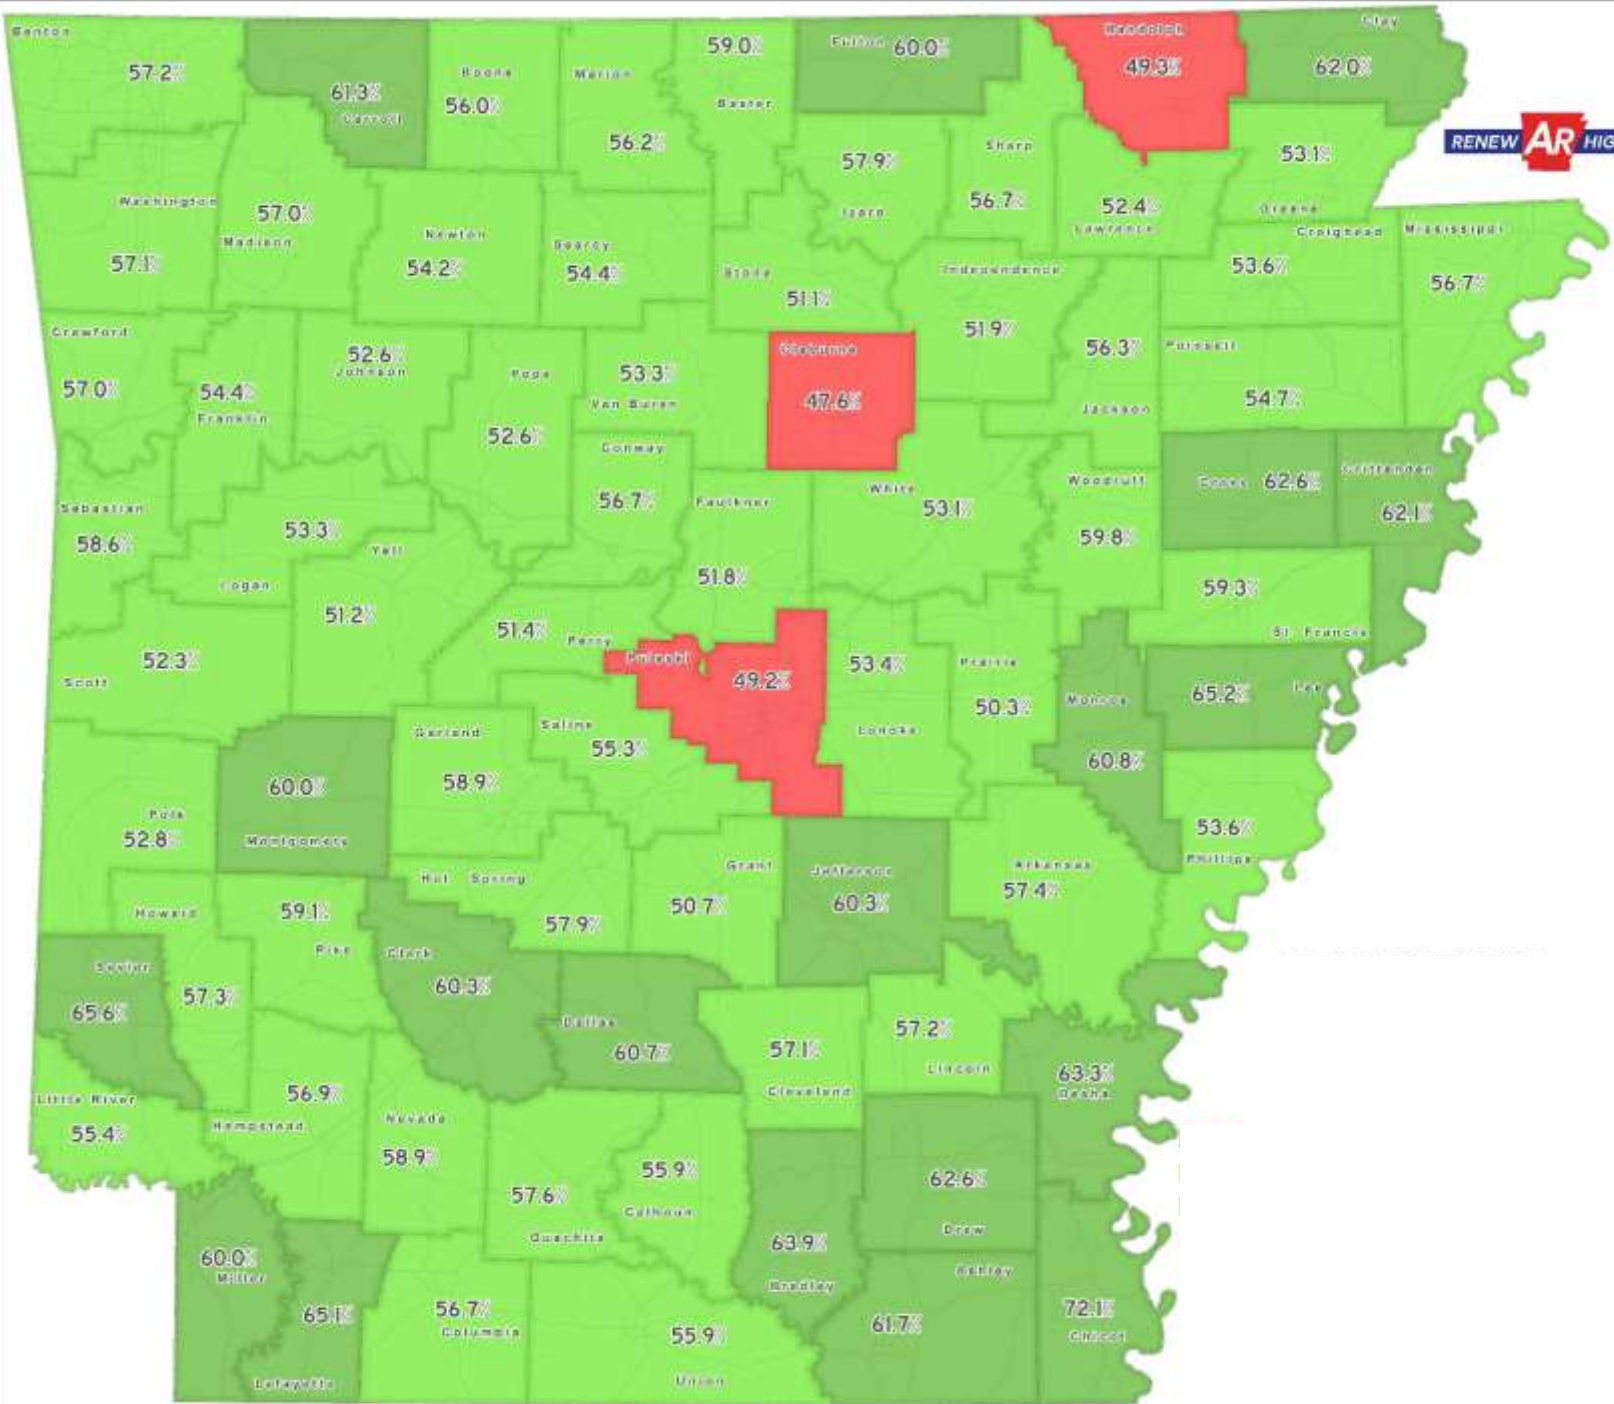 Benton
57.2%
61.3%
Carroll
Boone
56.0%
Marion
56.2%
59.0%
Baxter
Fulton 60.0%
Randolph
49.3%
Clay
62.0%
RENEW AR HIG
Washington
57.1%
57.0%
Madison
Newton
54.2%
Searcy
54.4%
Stone
51.1%
57.9%
Izard
Sharp
56.7%
52.4%
Lawrence
53.1%
Greene
Craighead
53.6%
Mississippi
56.7%
Independence
51.9%
Crawford
57.0%
54.4%
Franklin
52.6%
Johnson
Pope
52.6%
53.3%
Van Buren
Cleburne
47.6%
56.3%
Jackson
Poinsett
54.7%
Conway
56.7%
Faulkner
51.8%
White
53.1%
Woodruff
59.8%
Cross 62.6%
Crittenden
62.1%
Sebastian
58.6%
53.3%
Logan
Yell
51.2%
52.3%
Scott
51.4%
Perry
Pulaski
49.2%
53.4%
Lonoke
Prairie
50.3%
59.3%
St. Francis
Monroe
60.8%
65.2%
Lee
Garland
58.9%
Saline
55.3%
60.0%
Montgomery
Polk
52.8%
53.6%
Phillips
Hot Spring
57.9%
Grant
50.7%
Jefferson
60.3%
Arkansas
57.4%
Howard
57.3%
59.1%
Pike
Clark
60.3%
Sevier
65.6%
Dallas
60.7%
57.1%
Cleveland
57.2%
Lincoln
63.3%
Desha
Little River
55.4%
56.9%
Hempstead
Nevada
58.9%
57.6%
Ouachita
55.9%
Calhoun
63.9%
Bradley
62.6%
Drew
60.0%
Miller
65.1%
Lafayette
56.7%
Columbia
55.9%
Union
Ashley
61.7%
72.1%
Chicot